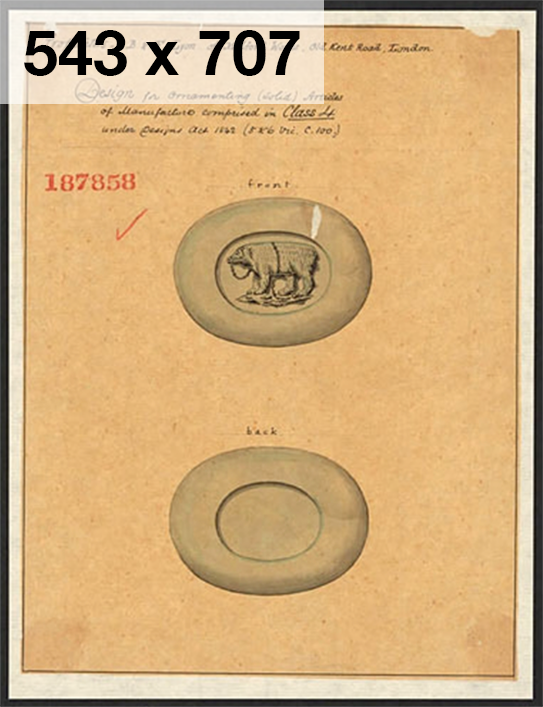 543 x 707
Old Kent Road, London.
Design for Ornamenting (Solid) Articles
of Manufacture comprised in Class 4
under Designs Act 1842 (5 & 6 Vic. C. 100.)
187858
front.
back.